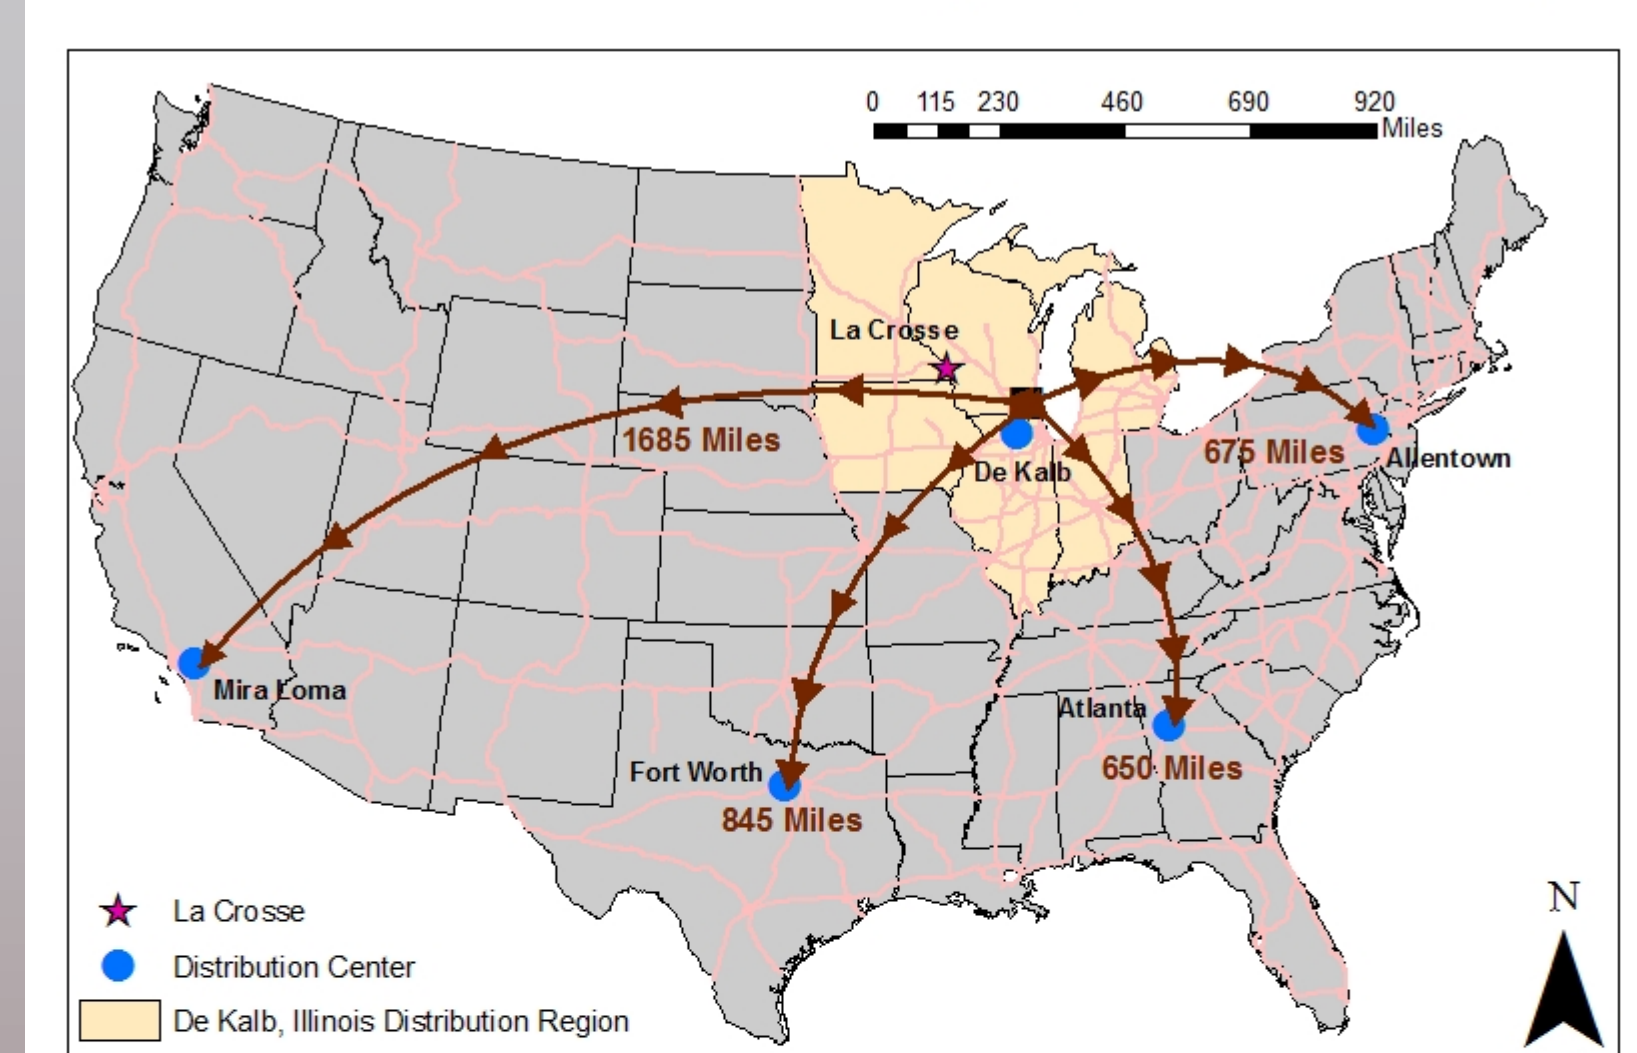 0 115 230 460 690 920
Miles
La Crosse
1685 Miles
De Kalb
675 Miles
Allentown
Mira Loma
Atlanta
650 Miles
Fort Worth
845 Miles
La Crosse
Distribution Center
De Kalb, Illinois Distribution Region
N